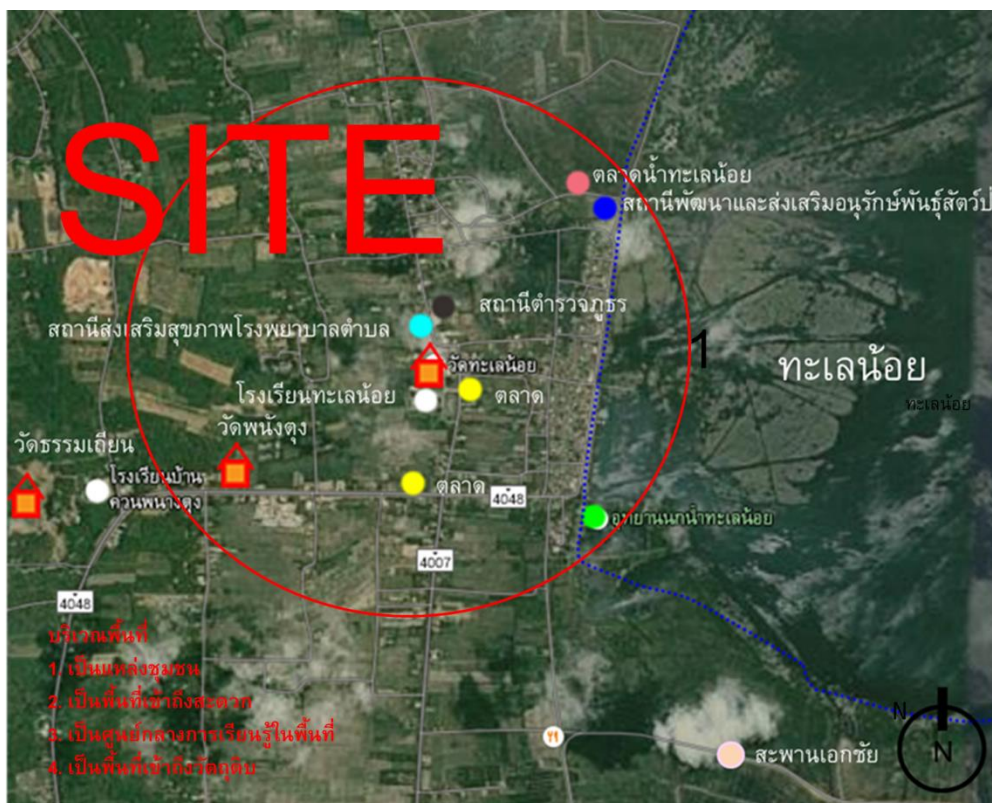 SITE
ตลาดน้ำทะเลน้อย
สถานีพัฒนาและส่งเสริมอนุรักษ์พันธุ์สัตว์ป่
สถานีตำรวจภูธร
สถานีส่งเสริมสุขภาพโรงพยาบาลตำบล
1
วัดทะเลน้อย
ทะเลน้อย
โรงเรียนทะเลน้อย
ตลาด
ทะเลน้อย
วัดพนังตุง
วัดธรรมเถียน
โรงเรียนบ้าน
ควนพนางตุง
ตลาด
4048
อุทยานนกน้ำทะเลน้อย
4007
4048
บริเวณพื้นที่
1. เป็นแหล่งชุมชน
2. เป็นพื้นที่เข้าถึงสะดวก
3. เป็นศูนย์กลางการเรียนรู้ในพื้นที่
4. เป็นพื้นที่เข้าถึงวัตถุดิบ
N
N
สะพานเอกชัย